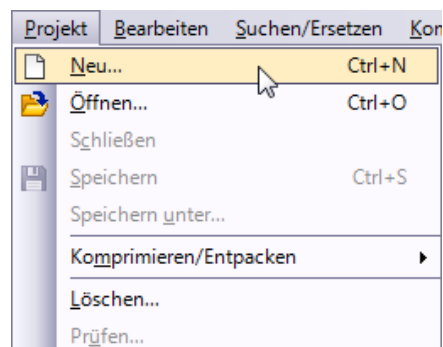 Projekt Bearbeiten Suchen/Ersetzen
Neu... Ctrl+N
Öffnen... Ctrl+O
Schließen
Speichern Ctrl+S
Speichern unter...
Komprimieren/Entpacken
Löschen...
Prüfen...